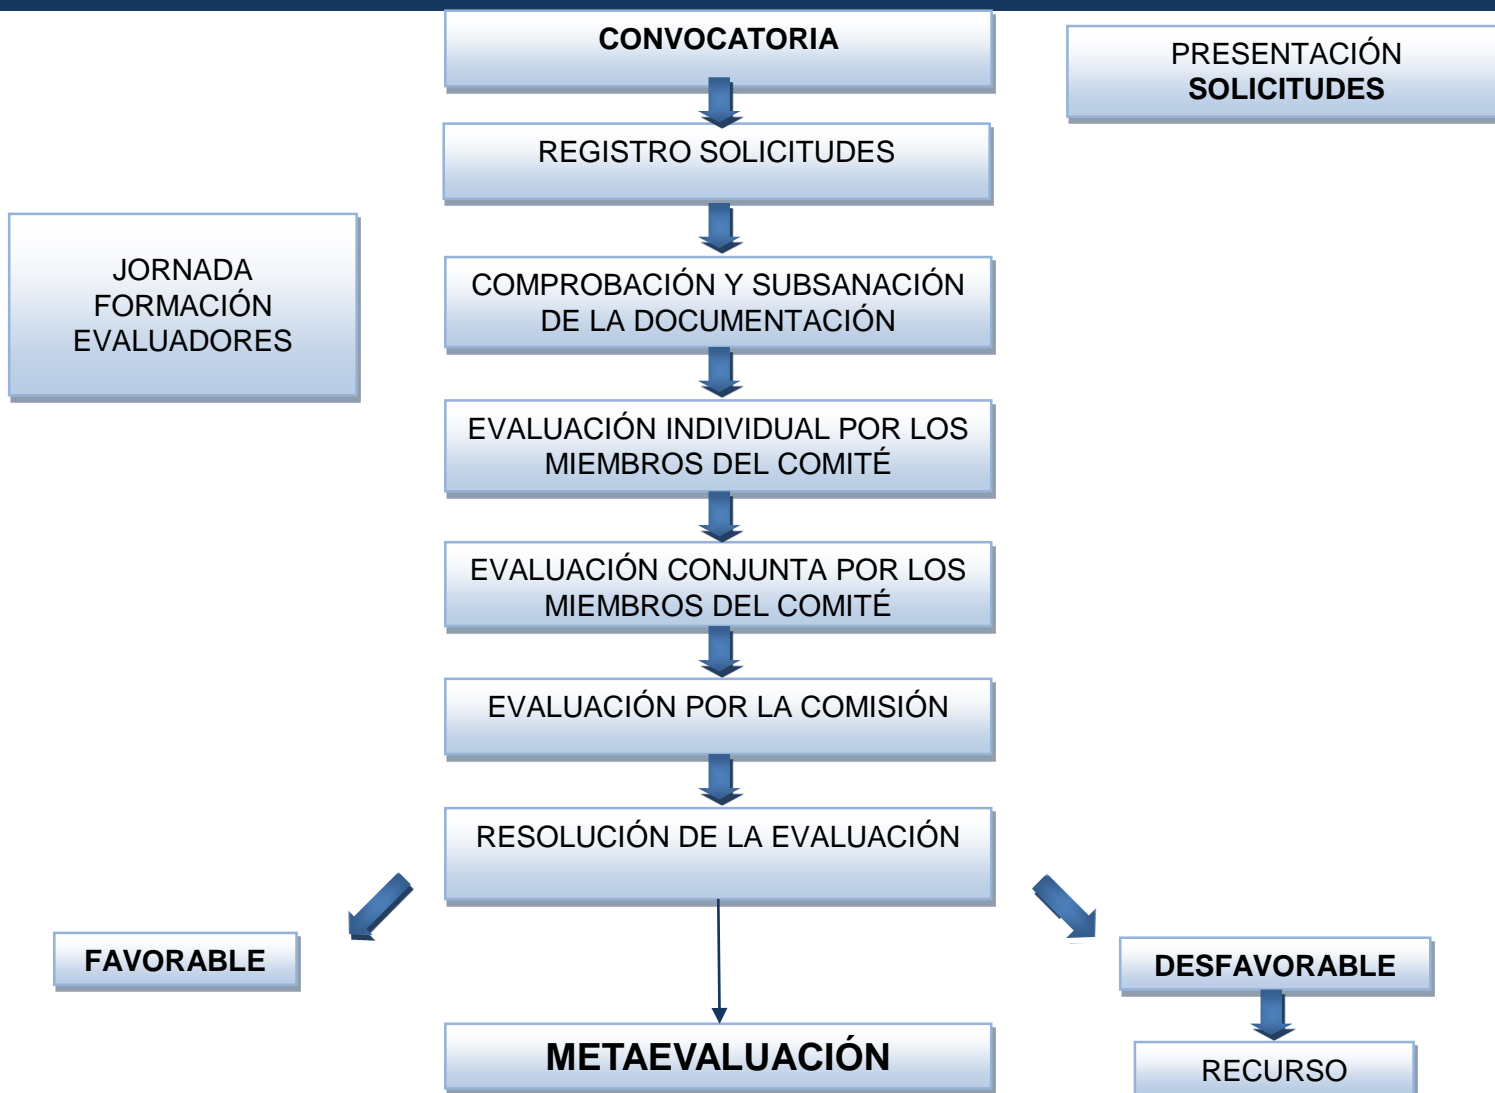 CONVOCATORIA
PRESENTACIÓN
SOLICITUDES
REGISTRO SOLICITUDES
JORNADA
FORMACIÓN
EVALUADORES
COMPROBACIÓN Y SUBSANACIÓN
DE LA DOCUMENTACIÓN
EVALUACIÓN INDIVIDUAL POR LOS
MIEMBROS DEL COMITÉ
EVALUACIÓN CONJUNTA POR LOS
MIEMBROS DEL COMITÉ
EVALUACIÓN POR LA COMISIÓN
RESOLUCIÓN DE LA EVALUACIÓN
FAVORABLE
DESFAVORABLE
METAEVALUACIÓN
RECURSO